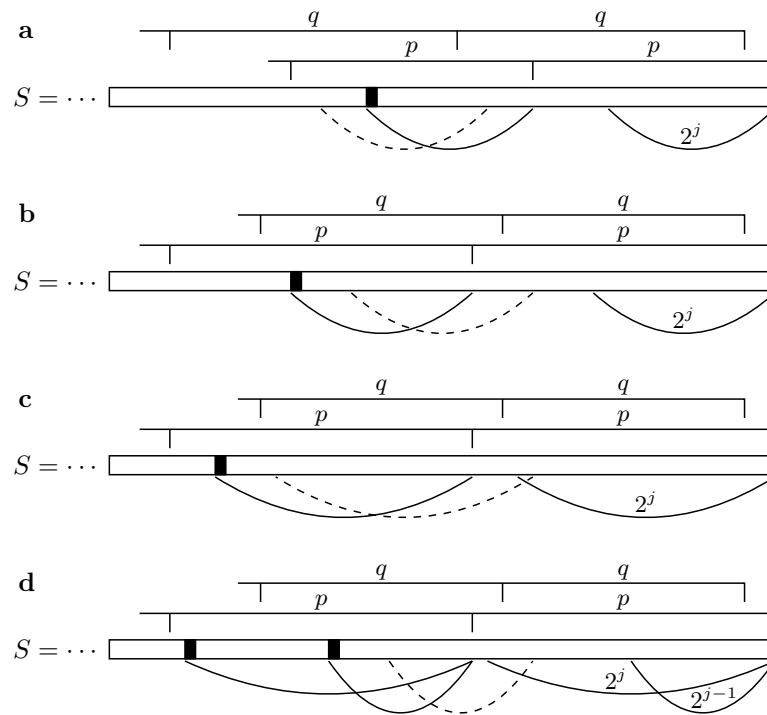 a q q
p p
S = ⋯
2^j
b q q
p p
S = ⋯
2^j
c q q
p p
S = ⋯
2^j
d q q
p p
S = ⋯
2^j 2^{j−1}